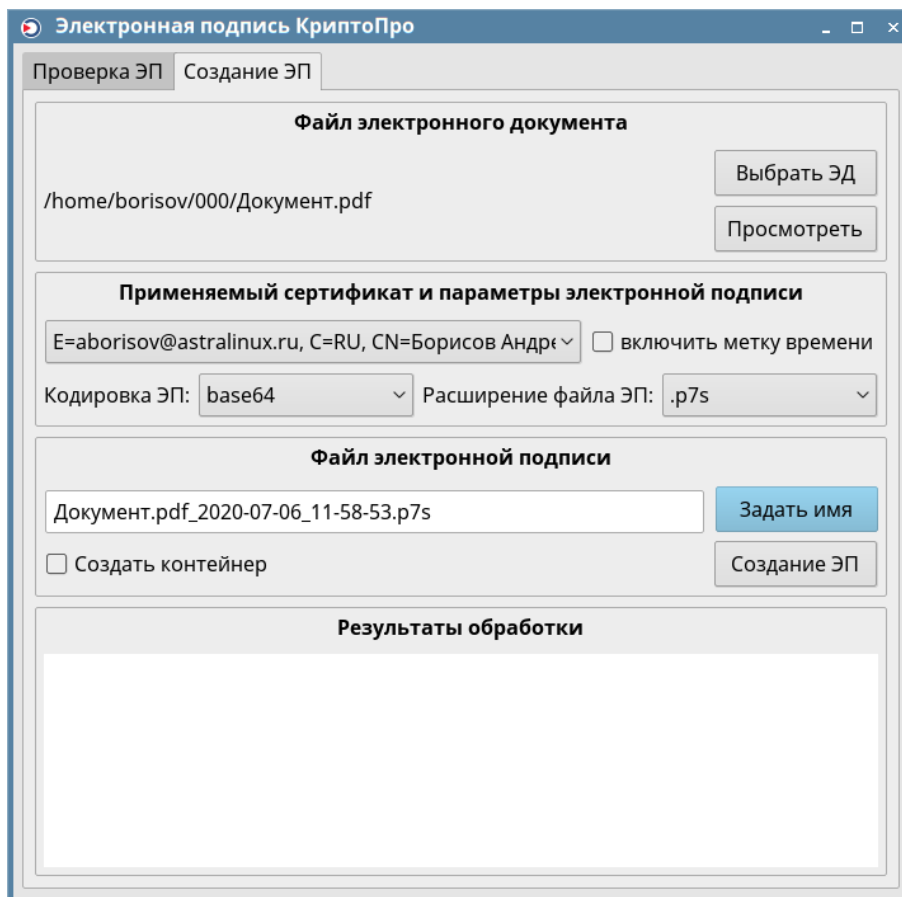 Электронная подпись КриптоПро
Проверка ЭП Создание ЭП
Файл электронного документа
Выбрать ЭД
/home/borisov/000/Документ.pdf
Просмотреть
Применяемый сертификат и параметры электронной подписи
E=aborisov@astralinux.ru, C=RU, CN=Борисов Андре включить метку времени
Кодировка ЭП: base64 Расширение файла ЭП: .p7s
Файл электронной подписи
Документ.pdf_2020-07-06_11-58-53.p7s Задать имя
Создать контейнер Создание ЭП
Результаты обработки